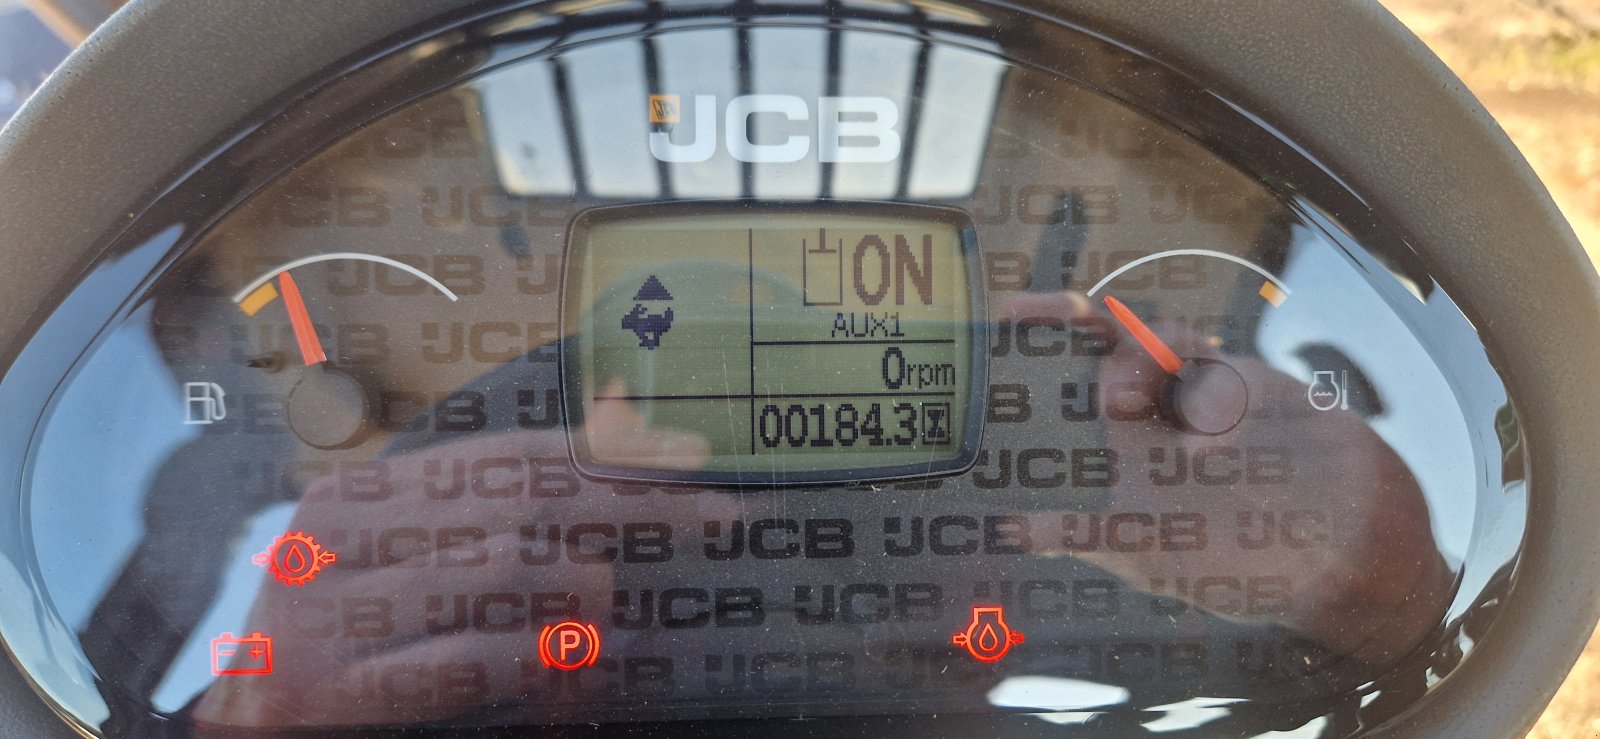 JCB
ON
AUX1
0rpm
00184.3
P